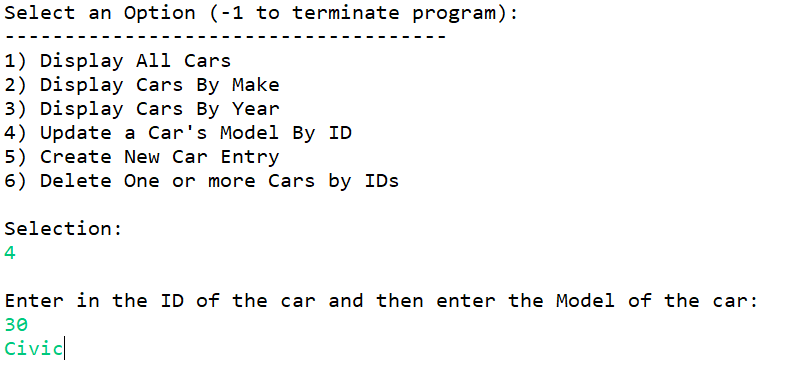 Select an Option (-1 to terminate program):
-------------------------------------
1) Display All Cars
2) Display Cars By Make
3) Display Cars By Year
4) Update a Car's Model By ID
5) Create New Car Entry
6) Delete One or more Cars by IDs
Selection:
4
Enter in the ID of the car and then enter the Model of the car:
30
Civic